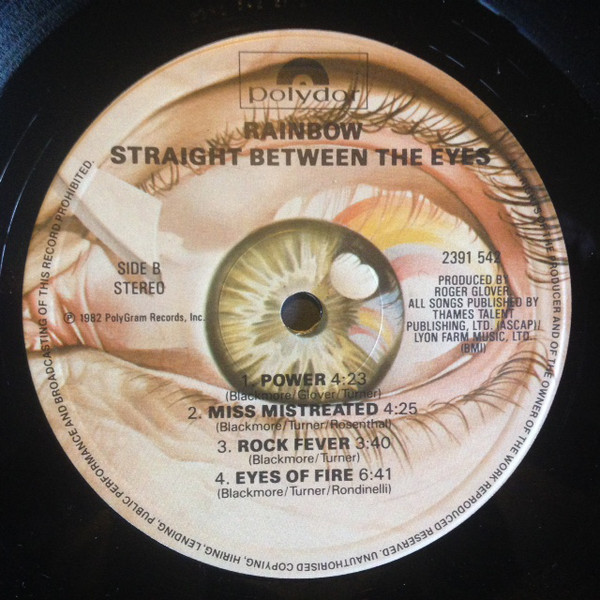 polydor
RAINBOW
STRAIGHT BETWEEN THE EYES
SIDE B
STEREO
℗ 1982 PolyGram Records, Inc.
2391 542
PRODUCED BY
ROGER GLOVER
ALL SONGS PUBLISHED BY
THAMES TALENT
PUBLISHING, LTD. (ASCAP)/
LYON FARM MUSIC, LTD.
(BMI)
1. POWER 4:23
(Blackmore/Glover/Turner)
2. MISS MISTREATED 4:25
(Blackmore/Turner/Rosenthal)
3. ROCK FEVER 3:40
(Blackmore/Turner)
4. EYES OF FIRE 6:41
(Blackmore/Turner/Rondinelli)
PRODUCER AND OF THE OWNER OF THE WORK REPRODUCED RESERVED. UNAUTHORISED COPYING, HIRING, LENDING, PUBLIC PERFORMANCE AND BROADCASTING OF THIS RECORD PROHIBITED.